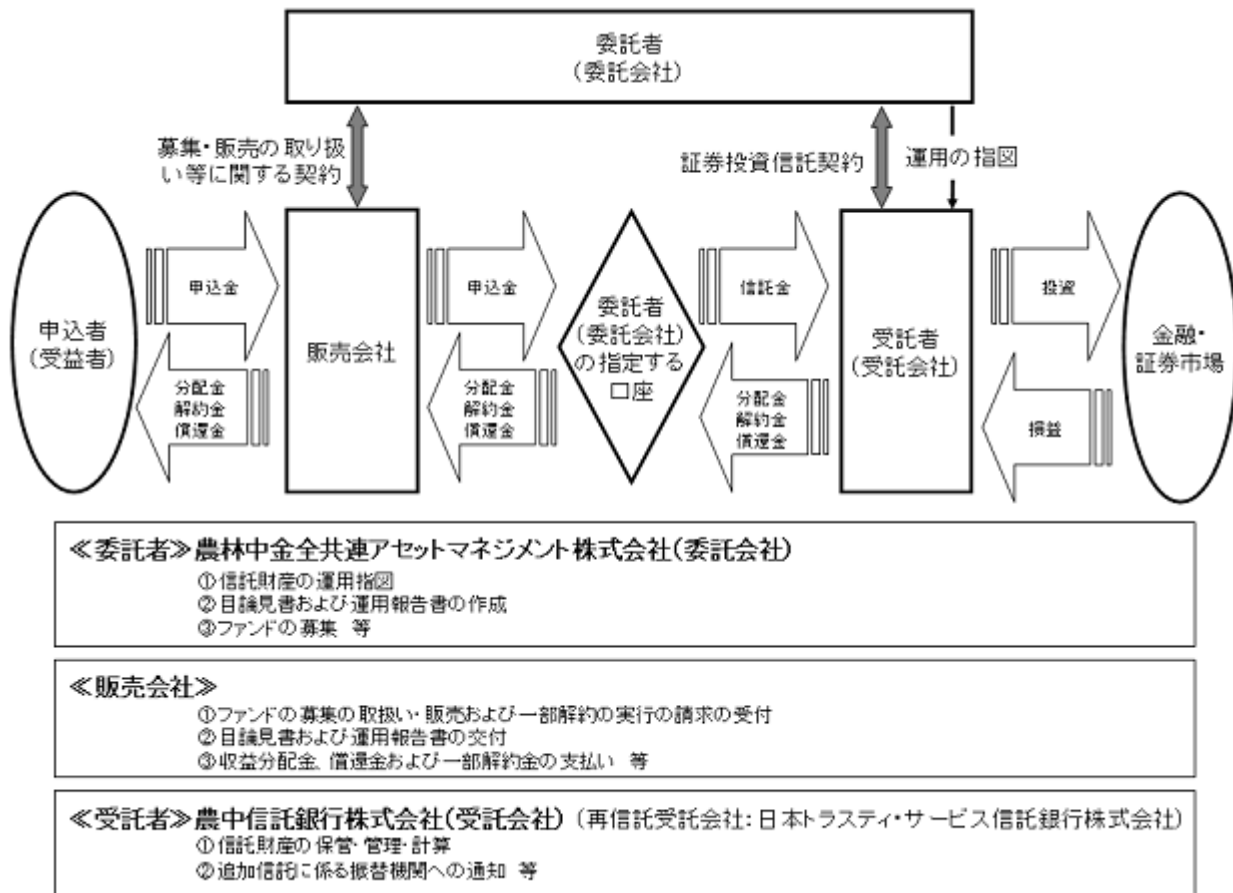 委託者
(委託会社)
募集・販売の取り扱
い等に関する契約
証券投資信託契約
運用の指図
申込者
(受益者)
申込金
分配金
解約金
償還金
販売会社
申込金
分配金
解約金
償還金
委託者
(委託会社)
の指定する
口座
信託金
分配金
解約金
償還金
受託者
(受託会社)
投資
損益
金融・
証券市場
≪委託者≫農林中金全共連アセットマネジメント株式会社(委託会社)
①信託財産の運用指図
②目論見書および運用報告書の作成
③ファンドの募集 等
≪販売会社≫
①ファンドの募集の取扱い・販売および一部解約の実行の請求の受付
②目論見書および運用報告書の交付
③収益分配金、償還金および一部解約金の支払い 等
≪受託者≫農中信託銀行株式会社(受託会社) (再信託受託会社:日本トラスティ・サービス信託銀行株式会社)
①信託財産の保管・管理・計算
②追加信託に係る振替機関への通知 等